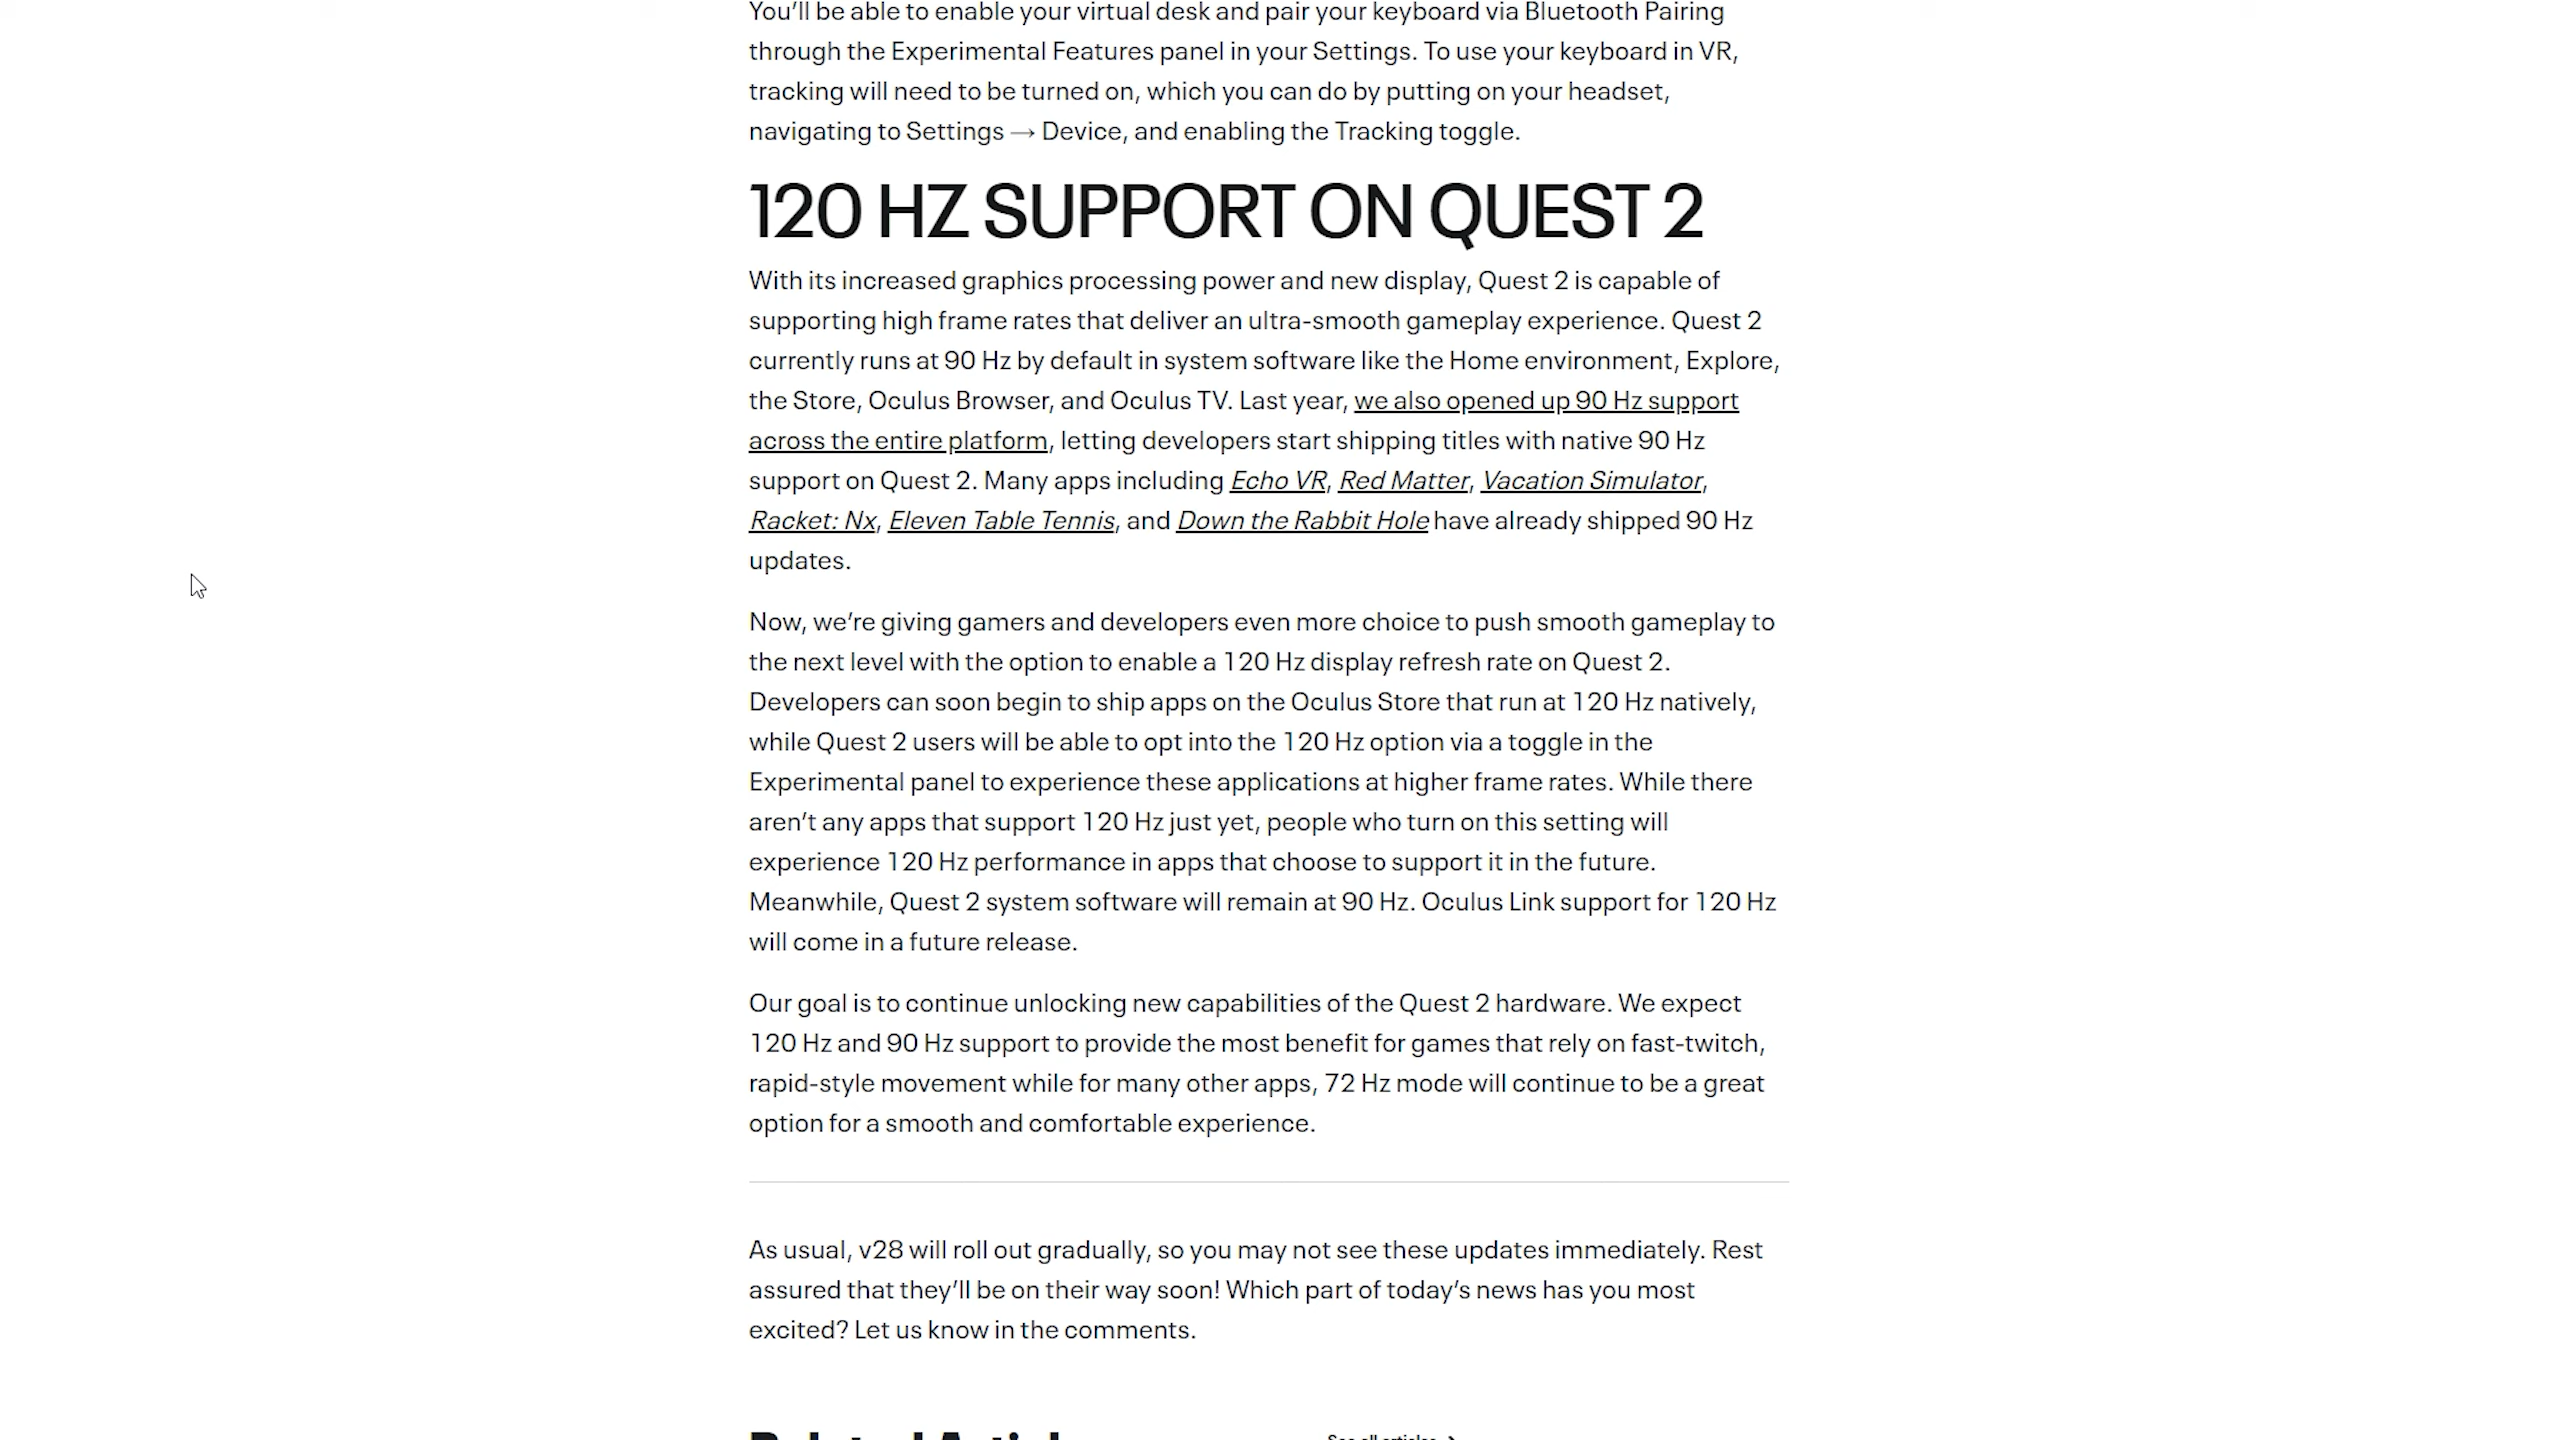 You’ll be able to enable your virtual desk and pair your keyboard via Bluetooth Pairing
through the Experimental Features panel in your Settings. To use your keyboard in VR,
tracking will need to be turned on, which you can do by putting on your headset,
navigating to Settings → Device, and enabling the Tracking toggle.
120 HZ SUPPORT ON QUEST 2
With its increased graphics processing power and new display, Quest 2 is capable of
supporting high frame rates that deliver an ultra-smooth gameplay experience. Quest 2
currently runs at 90 Hz by default in system software like the Home environment, Explore,
the Store, Oculus Browser, and Oculus TV. Last year, we also opened up 90 Hz support
across the entire platform, letting developers start shipping titles with native 90 Hz
support on Quest 2. Many apps including Echo VR, Red Matter, Vacation Simulator,
Racket: Nx, Eleven Table Tennis, and Down the Rabbit Hole have already shipped 90 Hz
updates.
Now, we’re giving gamers and developers even more choice to push smooth gameplay to
the next level with the option to enable a 120 Hz display refresh rate on Quest 2.
Developers can soon begin to ship apps on the Oculus Store that run at 120 Hz natively,
while Quest 2 users will be able to opt into the 120 Hz option via a toggle in the
Experimental panel to experience these applications at higher frame rates. While there
aren’t any apps that support 120 Hz just yet, people who turn on this setting will
experience 120 Hz performance in apps that choose to support it in the future.
Meanwhile, Quest 2 system software will remain at 90 Hz. Oculus Link support for 120 Hz
will come in a future release.
Our goal is to continue unlocking new capabilities of the Quest 2 hardware. We expect
120 Hz and 90 Hz support to provide the most benefit for games that rely on fast-twitch,
rapid-style movement while for many other apps, 72 Hz mode will continue to be a great
option for a smooth and comfortable experience.
As usual, v28 will roll out gradually, so you may not see these updates immediately. Rest
assured that they’ll be on their way soon! Which part of today’s news has you most
excited? Let us know in the comments.